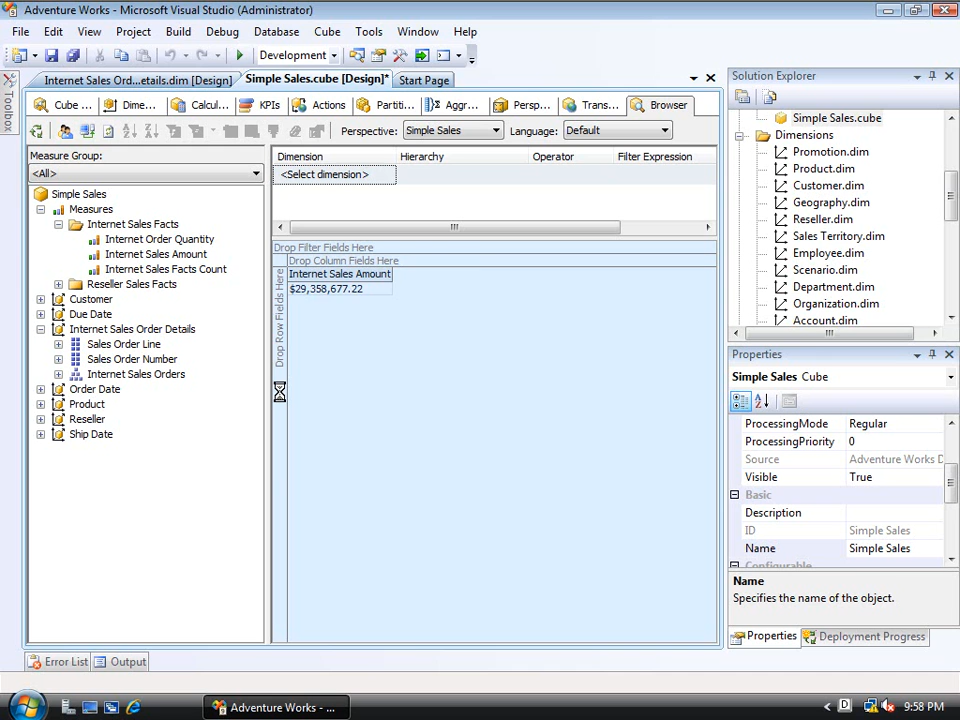 Adventure Works - Microsoft Visual Studio (Administrator)
File Edit View Project Build Debug Database Cube Tools Window Help
Development
Internet Sales Ord...etails.dim [Design] Simple Sales.cube [Design]* Start Page
Cube ... Dime... Calcul... KPIs Actions Partiti... Aggr... Persp... Trans... Browser
Perspective: Simple Sales Language: Default
Toolbox
Measure Group:
<All>
Simple Sales
Measures
Internet Sales Facts
Internet Order Quantity
Internet Sales Amount
Internet Sales Facts Count
Reseller Sales Facts
Customer
Due Date
Internet Sales Order Details
Sales Order Line
Sales Order Number
Internet Sales Orders
Order Date
Product
Reseller
Ship Date
Dimension Hierarchy Operator Filter Expression
<Select dimension>
Drop Filter Fields Here
Drop Column Fields Here
Drop Row Fields Here
Internet Sales Amount
$29,358,677.22
Solution Explorer
Simple Sales.cube
Dimensions
Promotion.dim
Product.dim
Customer.dim
Geography.dim
Reseller.dim
Sales Territory.dim
Employee.dim
Scenario.dim
Department.dim
Organization.dim
Account.dim
Properties
Simple Sales Cube
ProcessingMode Regular
ProcessingPriority 0
Source Adventure Works D
Visible True
Basic
Description
ID Simple Sales
Name Simple Sales
Configurable
Name
Specifies the name of the object.
Properties Deployment Progress
Error List Output
Adventure Works - ...
D
9:58 PM